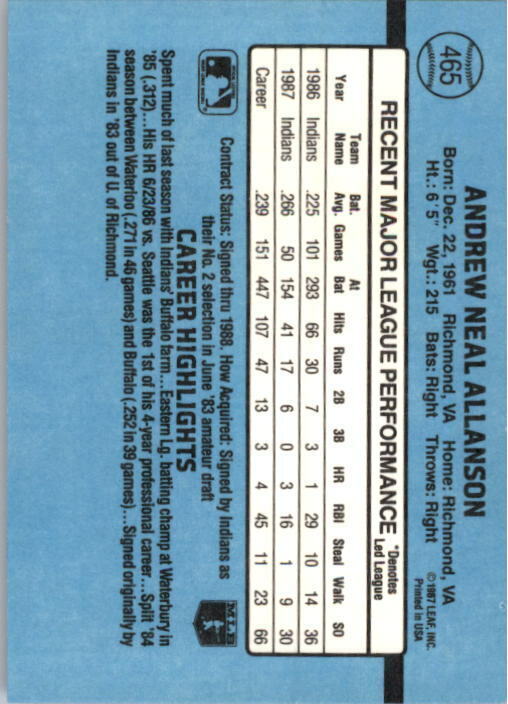 465
ANDREW NEAL ALLANSON
Born: Dec. 22, 1961 Richmond, VA Home: Richmond, VA
Ht.: 6' 5" Wgt.: 215 Bats: Right Throws: Right
©1987 LEAF, INC.
Printed in USA
RECENT MAJOR LEAGUE PERFORMANCE *Denotes Led League
Year Team Name Bat. Avg. Games At Bat Hits Runs 2B 3B HR RBI Steal Walk SO
1986 Indians .225 101 293 66 30 7 3 1 29 10 14 36
1987 Indians .266 50 154 41 17 6 0 3 16 1 9 30
Career .239 151 447 107 47 13 3 4 45 11 23 66
Contract Status: Signed thru 1988. How Acquired: Signed by Indians as
their No. 2 selection in June '83 amateur draft
CAREER HIGHLIGHTS
MLB
Spent much of last season with Indians' Buffalo farm...Eastern Lg. batting champ at Waterbury in
'85 (.312)...His HR 6/23/86 vs. Seattle was the 1st of his 4-year professional career...Split '84
season between Waterloo (.271 in 46 games) and Buffalo (.252 in 39 games)...Signed originally by
Indians in '83 out of U. of Richmond.